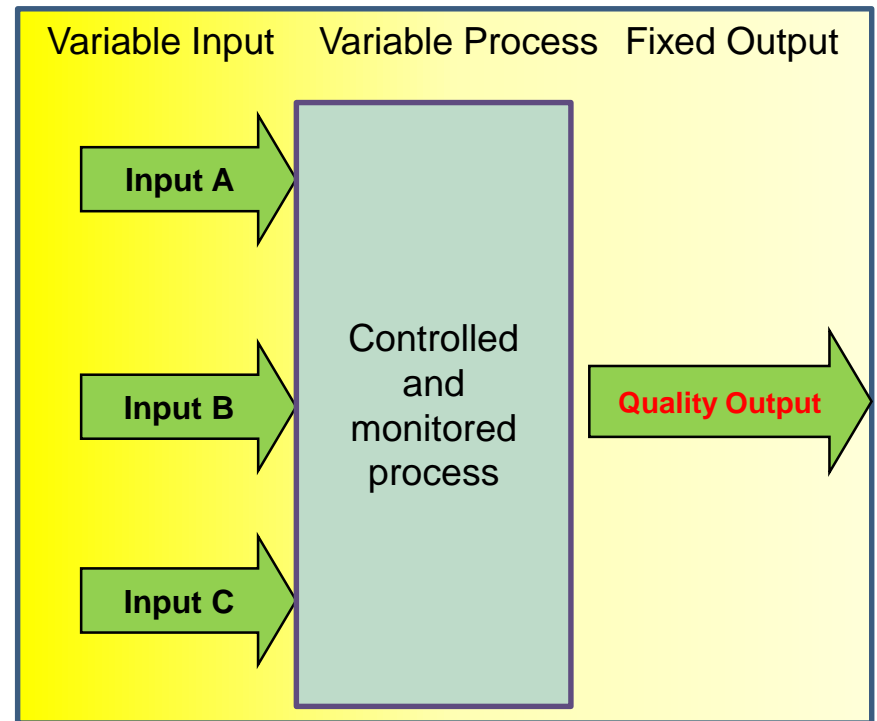 Variable Input Variable Process Fixed Output
Input A
Input B
Input C
Controlled
and
monitored
process
Quality Output